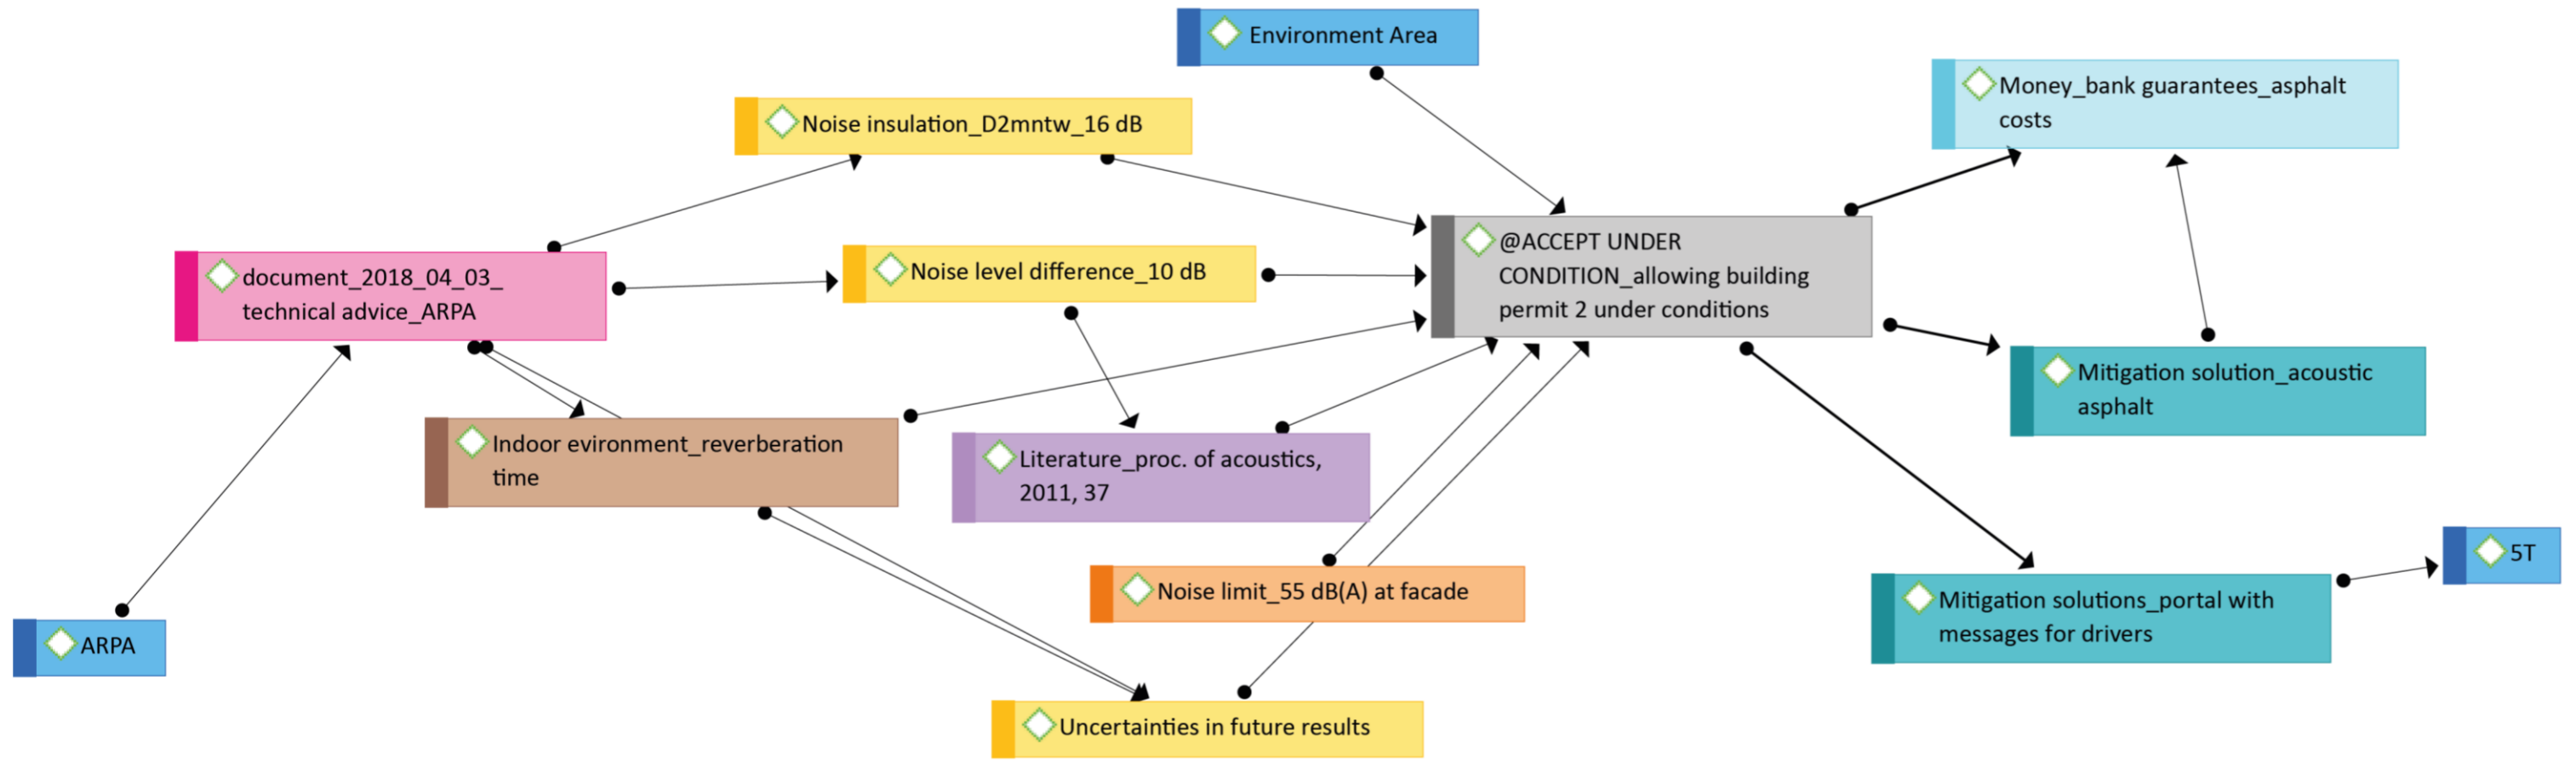 Environment Area
Money_bank guarantees_asphalt
costs
Noise insulation_D2mntw_16 dB
@ACCEPT UNDER
CONDITION_allowing building
permit 2 under conditions
document_2018_04_03_
technical advice_ARPA
Noise level difference_10 dB
Mitigation solution_acoustic
asphalt
Indoor evironment_reverberation
time
Literature_proc. of acoustics,
2011, 37
Noise limit_55 dB(A) at facade
5T
Mitigation solutions_portal with
messages for drivers
ARPA
Uncertainties in future results